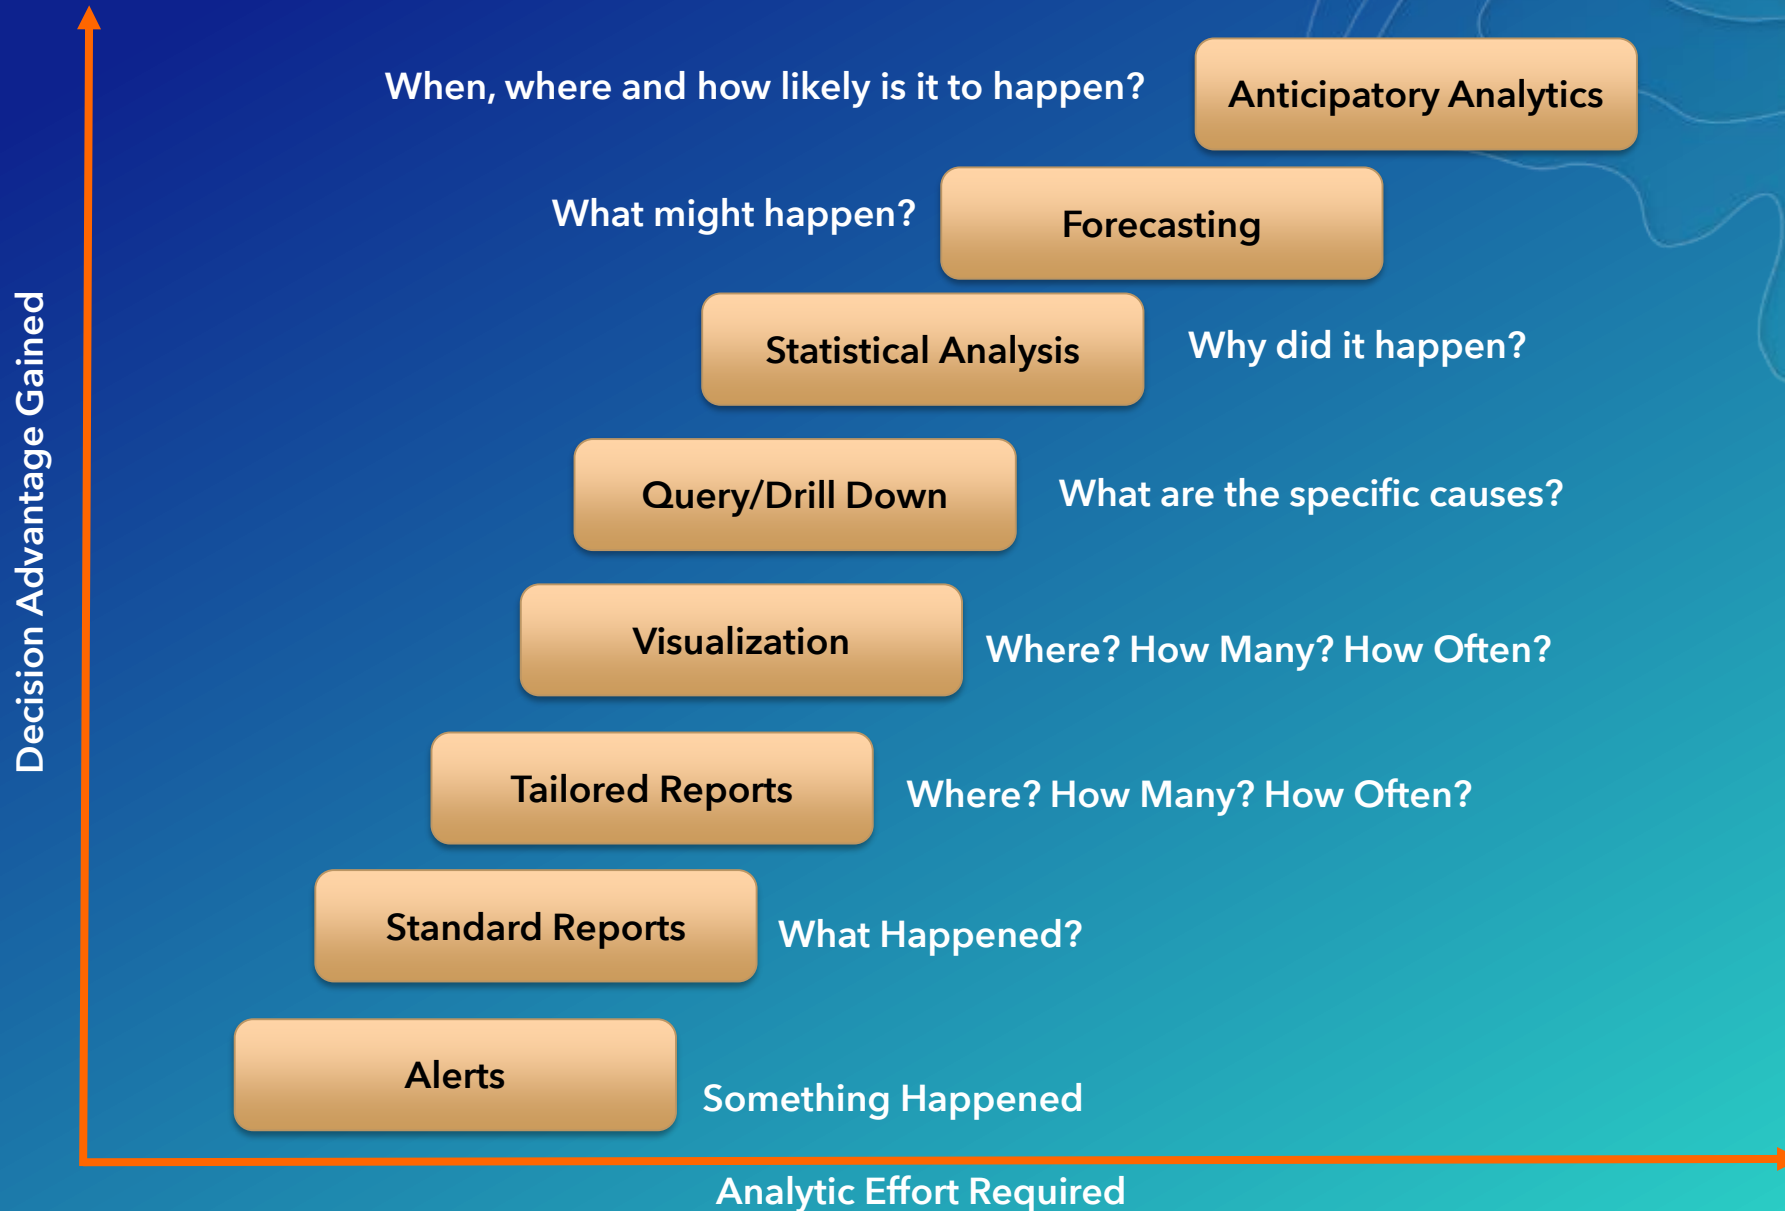 When, where and how likely is it to happen?
Anticipatory Analytics
What might happen?
Forecasting
Statistical Analysis
Why did it happen?
Query/Drill Down
What are the specific causes?
Visualization
Where? How Many? How Often?
Tailored Reports
Where? How Many? How Often?
Standard Reports
What Happened?
Alerts
Something Happened
Decision Advantage Gained
Analytic Effort Required